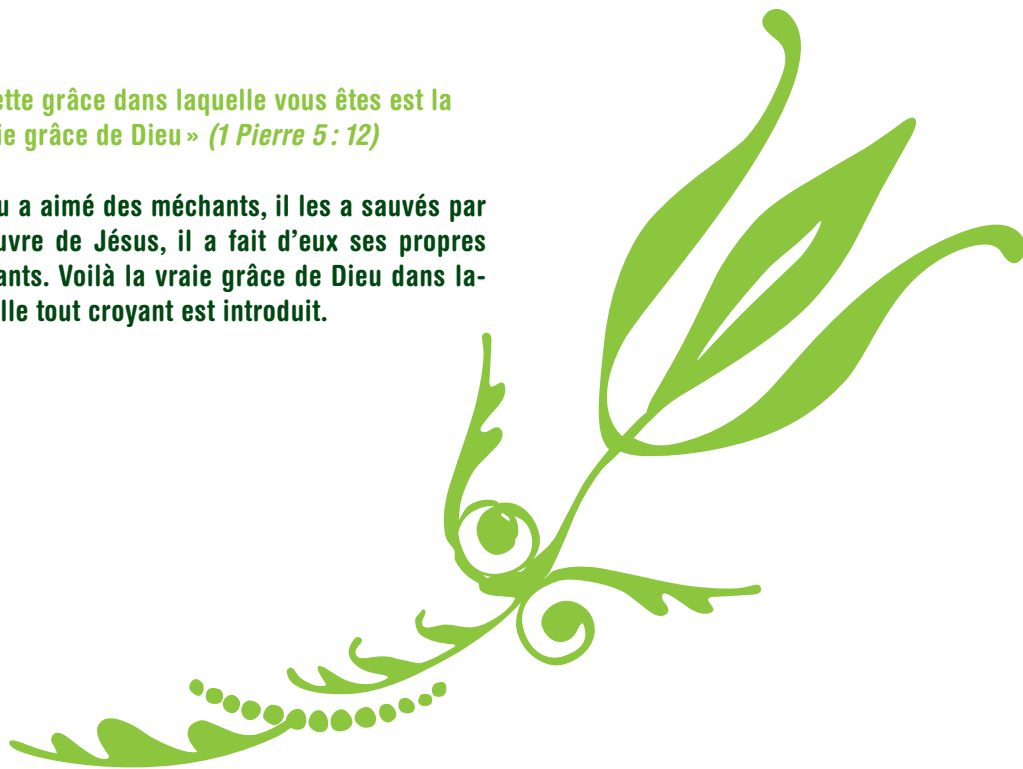 ette grâce dans laquelle vous êtes est la
ie grâce de Dieu » (1 Pierre 5 : 12)
u a aimé des méchants, il les a sauvés par
uvre de Jésus, il a fait d’eux ses propres
ants. Voilà la vraie grâce de Dieu dans la-
lle tout croyant est introduit.